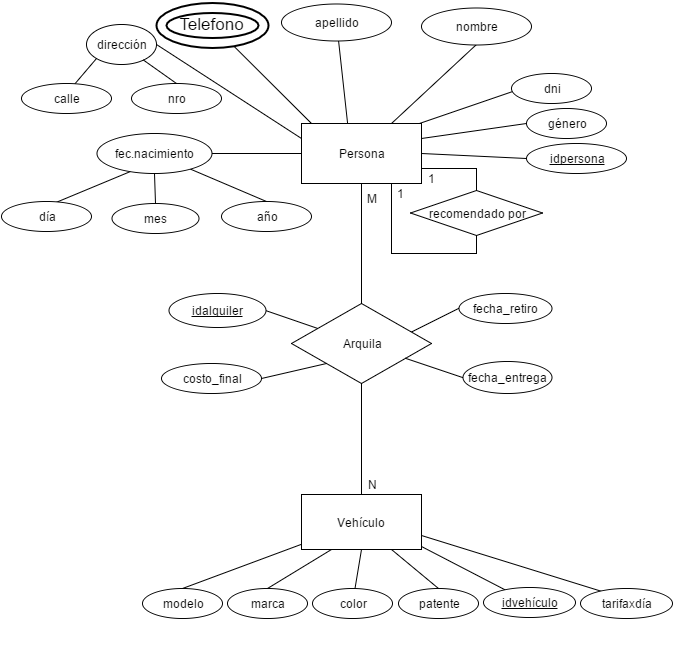 Telefono
apellido
nombre
dirección
calle
nro
dni
género
idpersona
fec.nacimiento
Persona
día
mes
año
M
1
1
recomendado por
idalquiler
fecha_retiro
Arquila
costo_final
fecha_entrega
N
Vehículo
modelo
marca
color
patente
idvehículo
tarifaxdía